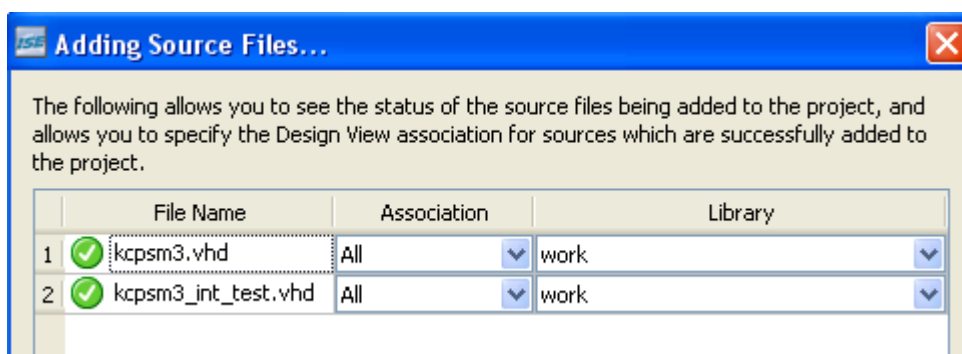 ISE Adding Source Files...
The following allows you to see the status of the source files being added to the project, and
allows you to specify the Design View association for sources which are successfully added to
the project.
File Name Association Library
1 kcpsm3.vhd All work
2 kcpsm3_int_test.vhd All work